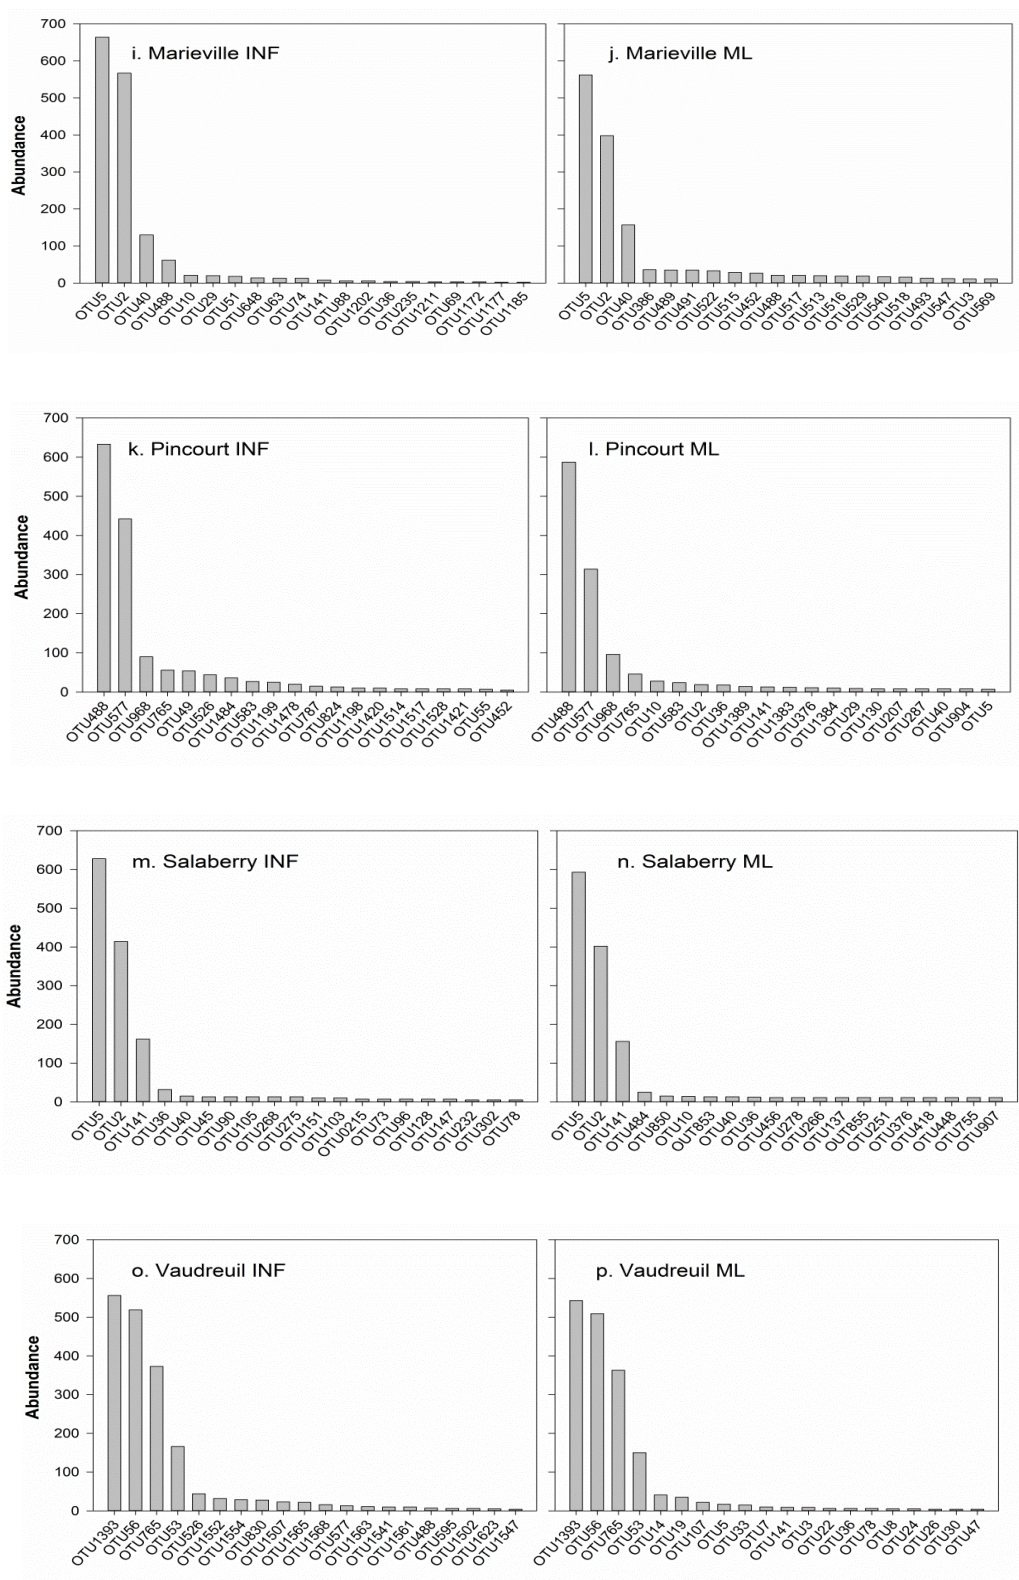 i. Marieville INF
j. Marieville ML
Abundance
700
600
500
400
300
200
100
0
OTU5 OTU2 OTU40 OTU488 OTU10 OTU29 OTU51 OTU648 OTU63 OTU74 OTU141 OTU88 OTU1202 OTU36 OTU235 OTU1211 OTU69 OTU1172 OTU1177 OTU1185
OTU5 OTU2 OTU40 OTU386 OTU489 OTU491 OTU522 OTU515 OTU452 OTU488 OTU517 OTU513 OTU516 OTU529 OTU540 OTU518 OTU493 OTU547 OTU3 OTU569
k. Pincourt INF
l. Pincourt ML
Abundance
700
600
500
400
300
200
100
0
OTU488 OTU577 OTU968 OTU765 OTU49 OTU526 OTU1484 OTU583 OTU1199 OTU1478 OTU787 OTU824 OTU1198 OTU1420 OTU1514 OTU1517 OTU1528 OTU1421 OTU55 OTU452
OTU488 OTU577 OTU968 OTU765 OTU10 OTU583 OTU2 OTU36 OTU1389 OTU141 OTU1383 OTU376 OTU1384 OTU29 OTU130 OTU207 OTU287 OTU40 OTU904 OTU5
m. Salaberry INF
n. Salaberry ML
Abundance
700
600
500
400
300
200
100
0
OTU5 OTU2 OTU141 OTU36 OTU40 OTU45 OTU90 OTU105 OTU268 OTU275 OTU151 OTU103 OTU0215 OTU73 OTU96 OTU128 OTU147 OTU232 OTU302 OTU78
OTU5 OTU2 OTU141 OTU484 OTU850 OTU10 OUT853 OTU40 OTU36 OTU456 OTU278 OTU266 OTU137 OUT855 OTU251 OTU376 OTU418 OTU448 OTU755 OTU907
o. Vaudreuil INF
p. Vaudreuil ML
Abundance
700
600
500
400
300
200
100
0
OTU1393 OTU56 OTU765 OTU53 OTU526 OTU1552 OTU1554 OTU830 OTU1507 OTU1565 OTU1568 OTU577 OTU1563 OTU1541 OTU1561 OTU488 OTU595 OTU1502 OTU1623 OTU1547
OTU1393 OTU56 OTU765 OTU53 OTU14 OTU19 OTU107 OTU5 OTU33 OTU7 OTU141 OTU3 OTU22 OTU36 OTU78 OTU8 OTU24 OTU26 OTU30 OTU47